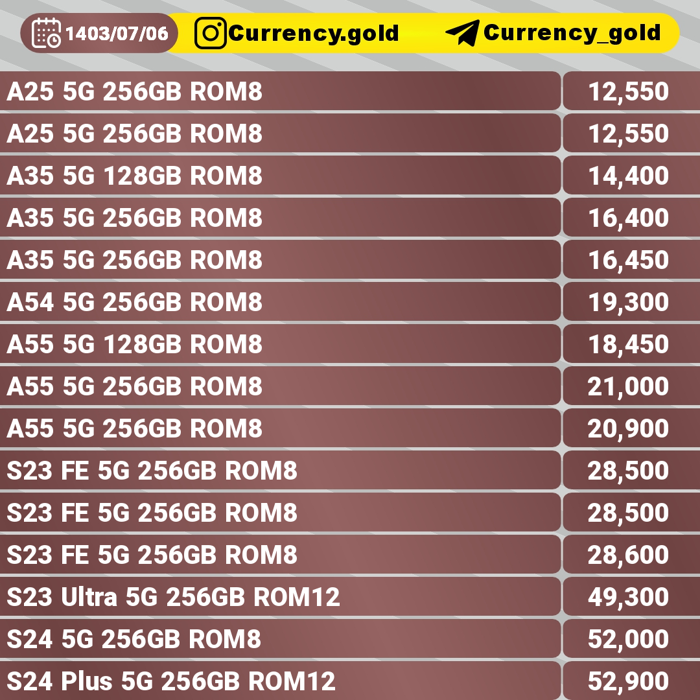 1403/07/06 Currency.gold Currency_gold
A25 5G 256GB ROM8 12,550
A25 5G 256GB ROM8 12,550
A35 5G 128GB ROM8 14,400
A35 5G 256GB ROM8 16,400
A35 5G 256GB ROM8 16,450
A54 5G 256GB ROM8 19,300
A55 5G 128GB ROM8 18,450
A55 5G 256GB ROM8 21,000
A55 5G 256GB ROM8 20,900
S23 FE 5G 256GB ROM8 28,500
S23 FE 5G 256GB ROM8 28,500
S23 FE 5G 256GB ROM8 28,600
S23 Ultra 5G 256GB ROM12 49,300
S24 5G 256GB ROM8 52,000
S24 Plus 5G 256GB ROM12 52,900